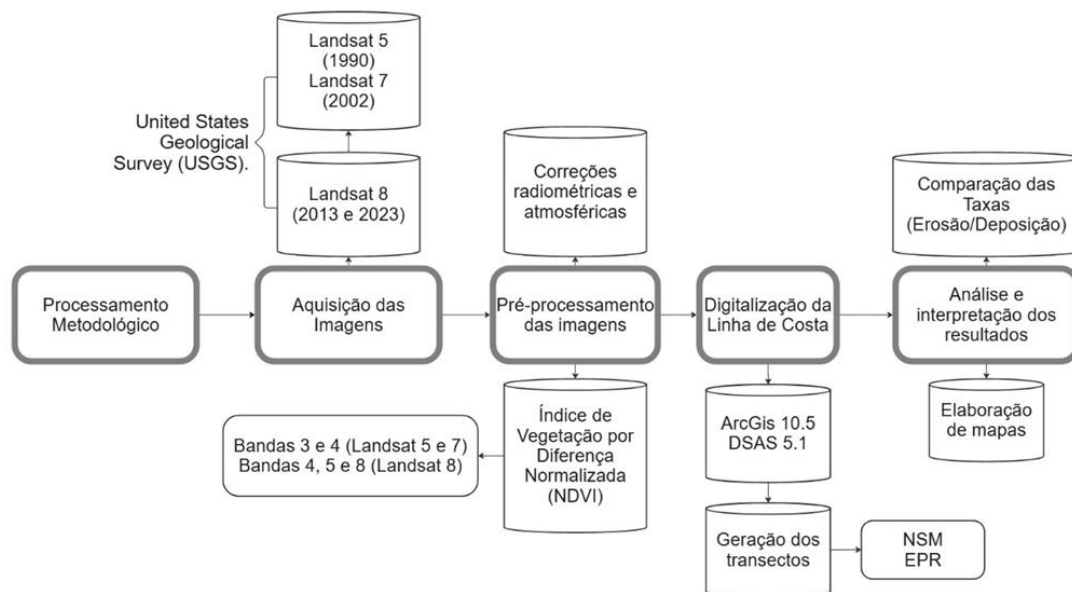 Landsat 5
(1990)
Landsat 7
(2002)
United States
Geological
Survey (USGS).
Landsat 8
(2013 e 2023)
Correções
radiométricas e
atmosféricas
Comparação das
Taxas
(Erosão/Deposição)
Processamento
Metodológico
Aquisição das
Imagens
Pré-processamento
das imagens
Digitalização da
Linha de Costa
Análise e
interpretação dos
resultados
Bandas 3 e 4 (Landsat 5 e 7)
Bandas 4, 5 e 8 (Landsat 8)
Índice de
Vegetação por
Diferença
Normalizada
(NDVI)
ArcGis 10.5
DSAS 5.1
Elaboração
de mapas
Geração dos
transectos
NSM
EPR